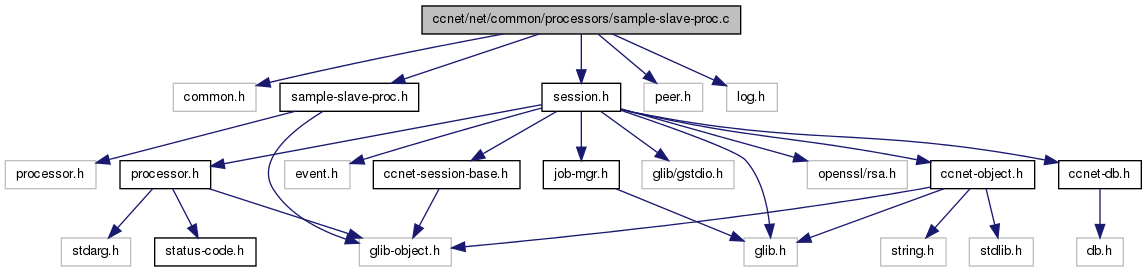 ccnet/net/common/processors/sample-slave-proc.c
common.h
sample-slave-proc.h
session.h
peer.h
log.h
processor.h
processor.h
event.h
ccnet-session-base.h
job-mgr.h
glib/gstdio.h
openssl/rsa.h
ccnet-object.h
ccnet-db.h
stdarg.h
status-code.h
glib-object.h
glib.h
string.h
stdlib.h
db.h